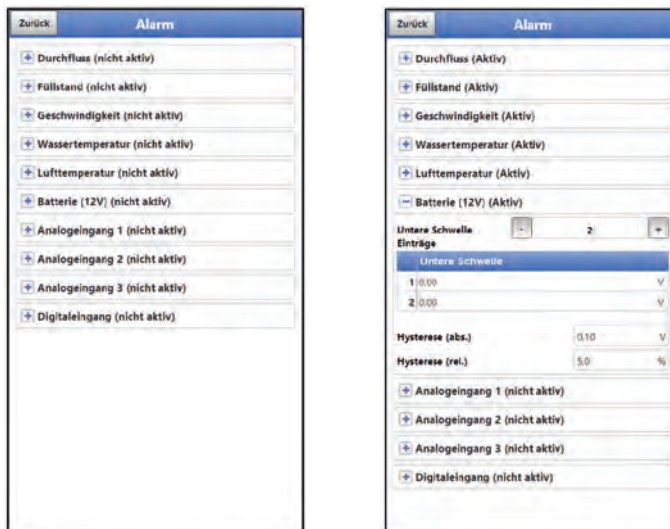 Zurück Alarm
+ Durchfluss (nicht aktiv)
+ Füllstand (nicht aktiv)
+ Geschwindigkeit (nicht aktiv)
+ Wassertemperatur (nicht aktiv)
+ Lufttemperatur (nicht aktiv)
+ Batterie (12V) (nicht aktiv)
+ Analogeingang 1 (nicht aktiv)
+ Analogeingang 2 (nicht aktiv)
+ Analogeingang 3 (nicht aktiv)
+ Digitaleingang (nicht aktiv)
Zurück Alarm
+ Durchfluss (Aktiv)
+ Füllstand (Aktiv)
+ Geschwindigkeit (Aktiv)
+ Wassertemperatur (Aktiv)
+ Lufttemperatur (Aktiv)
− Batterie (12V) (Aktiv)
Untere Schwelle - 2 +
Einträge
Untere Schwelle
1 0.00 V
2 0.00 V
Hysterese (abs.) 0.10 V
Hysterese (rel.) 5.0 %
+ Analogeingang 1 (nicht aktiv)
+ Analogeingang 2 (nicht aktiv)
+ Analogeingang 3 (nicht aktiv)
+ Digitaleingang (nicht aktiv)